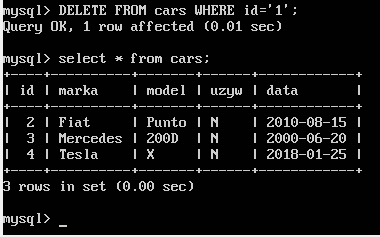 mysql> DELETE FROM cars WHERE id='1';
Query OK, 1 row affected (0.01 sec)
mysql> select * from cars;
+----+----------+-------+------+------------+
| id | marka    | model | uzyw | data       |
+----+----------+-------+------+------------+
|  2 | Fiat     | Punto | N    | 2010-08-15 |
|  3 | Mercedes | 200D  | N    | 2000-06-20 |
|  4 | Tesla    | X     | N    | 2018-01-25 |
+----+----------+-------+------+------------+
3 rows in set (0.00 sec)
mysql> _